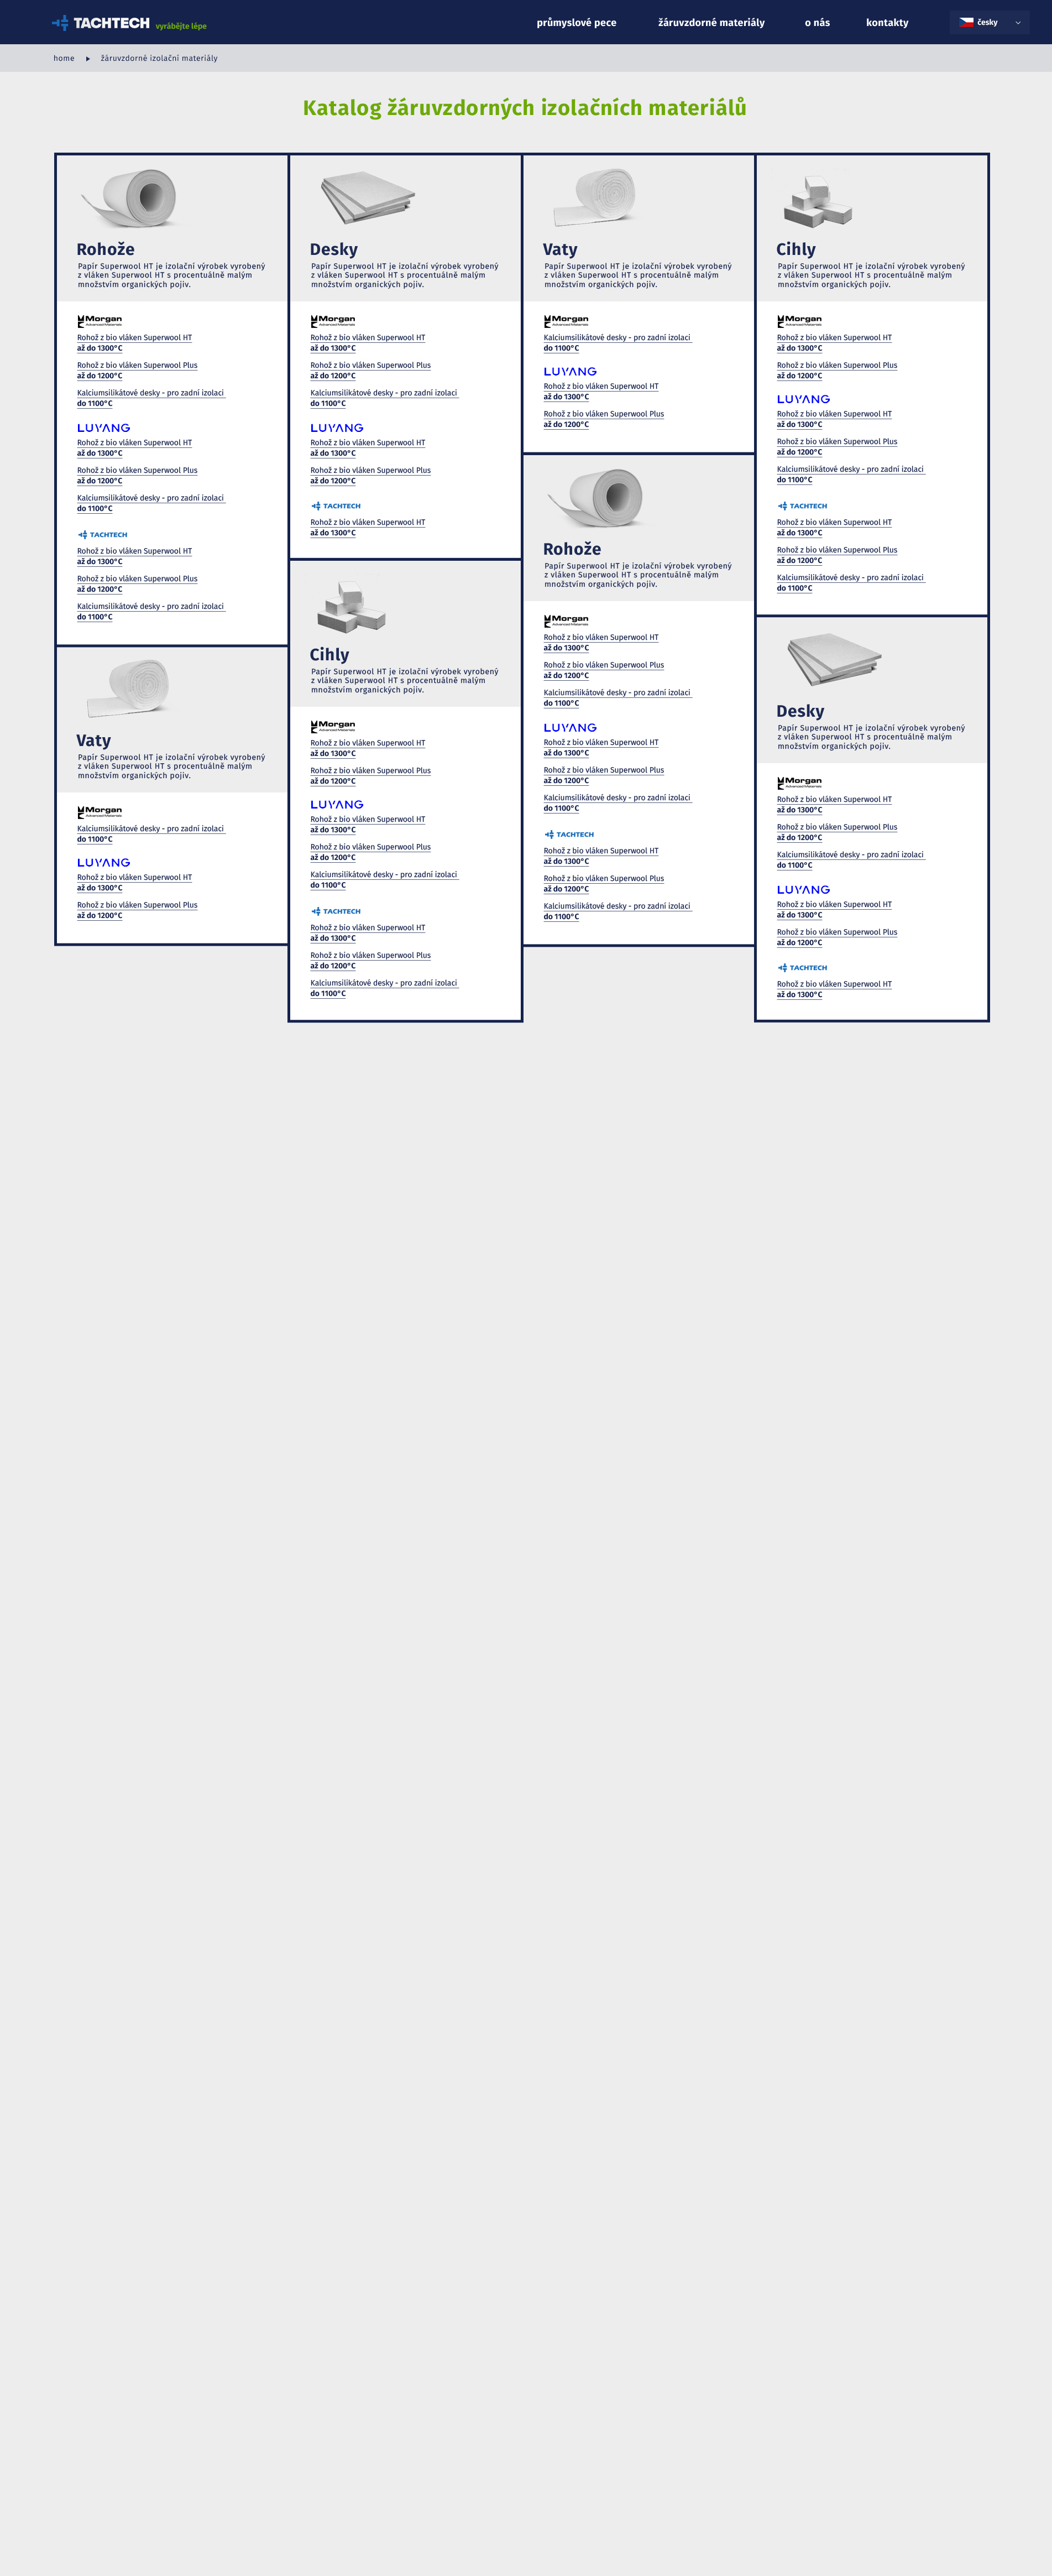 TACHTECH vyrábějte lépe
průmyslové pece
žáruvzdorné materiály
o nás
kontakty
česky
home
žáruvzdorné izolační materiály
Katalog žáruvzdorných izolačních materiálů
Rohože
Papír Superwool HT je izolační výrobek vyrobený
z vláken Superwool HT s procentuálně malým
množstvím organických pojiv.
Morgan
Advanced Materials
Rohož z bio vláken Superwool HT
až do 1300°C
Rohož z bio vláken Superwool Plus
až do 1200°C
Kalciumsilikátové desky - pro zadní izolaci
do 1100°C
LUYANG
Rohož z bio vláken Superwool HT
až do 1300°C
Rohož z bio vláken Superwool Plus
až do 1200°C
Kalciumsilikátové desky - pro zadní izolaci
do 1100°C
TACHTECH
Rohož z bio vláken Superwool HT
až do 1300°C
Rohož z bio vláken Superwool Plus
až do 1200°C
Kalciumsilikátové desky - pro zadní izolaci
do 1100°C
Vaty
Papír Superwool HT je izolační výrobek vyrobený
z vláken Superwool HT s procentuálně malým
množstvím organických pojiv.
Morgan
Advanced Materials
Kalciumsilikátové desky - pro zadní izolaci
do 1100°C
LUYANG
Rohož z bio vláken Superwool HT
až do 1300°C
Rohož z bio vláken Superwool Plus
až do 1200°C
Desky
Papír Superwool HT je izolační výrobek vyrobený
z vláken Superwool HT s procentuálně malým
množstvím organických pojiv.
Morgan
Advanced Materials
Rohož z bio vláken Superwool HT
až do 1300°C
Rohož z bio vláken Superwool Plus
až do 1200°C
Kalciumsilikátové desky - pro zadní izolaci
do 1100°C
LUYANG
Rohož z bio vláken Superwool HT
až do 1300°C
Rohož z bio vláken Superwool Plus
až do 1200°C
TACHTECH
Rohož z bio vláken Superwool HT
až do 1300°C
Cihly
Papír Superwool HT je izolační výrobek vyrobený
z vláken Superwool HT s procentuálně malým
množstvím organických pojiv.
Morgan
Advanced Materials
Rohož z bio vláken Superwool HT
až do 1300°C
Rohož z bio vláken Superwool Plus
až do 1200°C
LUYANG
Rohož z bio vláken Superwool HT
až do 1300°C
Rohož z bio vláken Superwool Plus
až do 1200°C
Kalciumsilikátové desky - pro zadní izolaci
do 1100°C
TACHTECH
Rohož z bio vláken Superwool HT
až do 1300°C
Rohož z bio vláken Superwool Plus
až do 1200°C
Kalciumsilikátové desky - pro zadní izolaci
do 1100°C
Vaty
Papír Superwool HT je izolační výrobek vyrobený
z vláken Superwool HT s procentuálně malým
množstvím organických pojiv.
Morgan
Advanced Materials
Kalciumsilikátové desky - pro zadní izolaci
do 1100°C
LUYANG
Rohož z bio vláken Superwool HT
až do 1300°C
Rohož z bio vláken Superwool Plus
až do 1200°C
Rohože
Papír Superwool HT je izolační výrobek vyrobený
z vláken Superwool HT s procentuálně malým
množstvím organických pojiv.
Morgan
Advanced Materials
Rohož z bio vláken Superwool HT
až do 1300°C
Rohož z bio vláken Superwool Plus
až do 1200°C
Kalciumsilikátové desky - pro zadní izolaci
do 1100°C
LUYANG
Rohož z bio vláken Superwool HT
až do 1300°C
Rohož z bio vláken Superwool Plus
až do 1200°C
Kalciumsilikátové desky - pro zadní izolaci
do 1100°C
TACHTECH
Rohož z bio vláken Superwool HT
až do 1300°C
Rohož z bio vláken Superwool Plus
až do 1200°C
Kalciumsilikátové desky - pro zadní izolaci
do 1100°C
Cihly
Papír Superwool HT je izolační výrobek vyrobený
z vláken Superwool HT s procentuálně malým
množstvím organických pojiv.
Morgan
Advanced Materials
Rohož z bio vláken Superwool HT
až do 1300°C
Rohož z bio vláken Superwool Plus
až do 1200°C
LUYANG
Rohož z bio vláken Superwool HT
až do 1300°C
Rohož z bio vláken Superwool Plus
až do 1200°C
Kalciumsilikátové desky - pro zadní izolaci
do 1100°C
TACHTECH
Rohož z bio vláken Superwool HT
až do 1300°C
Rohož z bio vláken Superwool Plus
až do 1200°C
Kalciumsilikátové desky - pro zadní izolaci
do 1100°C
Desky
Papír Superwool HT je izolační výrobek vyrobený
z vláken Superwool HT s procentuálně malým
množstvím organických pojiv.
Morgan
Advanced Materials
Rohož z bio vláken Superwool HT
až do 1300°C
Rohož z bio vláken Superwool Plus
až do 1200°C
Kalciumsilikátové desky - pro zadní izolaci
do 1100°C
LUYANG
Rohož z bio vláken Superwool HT
až do 1300°C
Rohož z bio vláken Superwool Plus
až do 1200°C
TACHTECH
Rohož z bio vláken Superwool HT
až do 1300°C